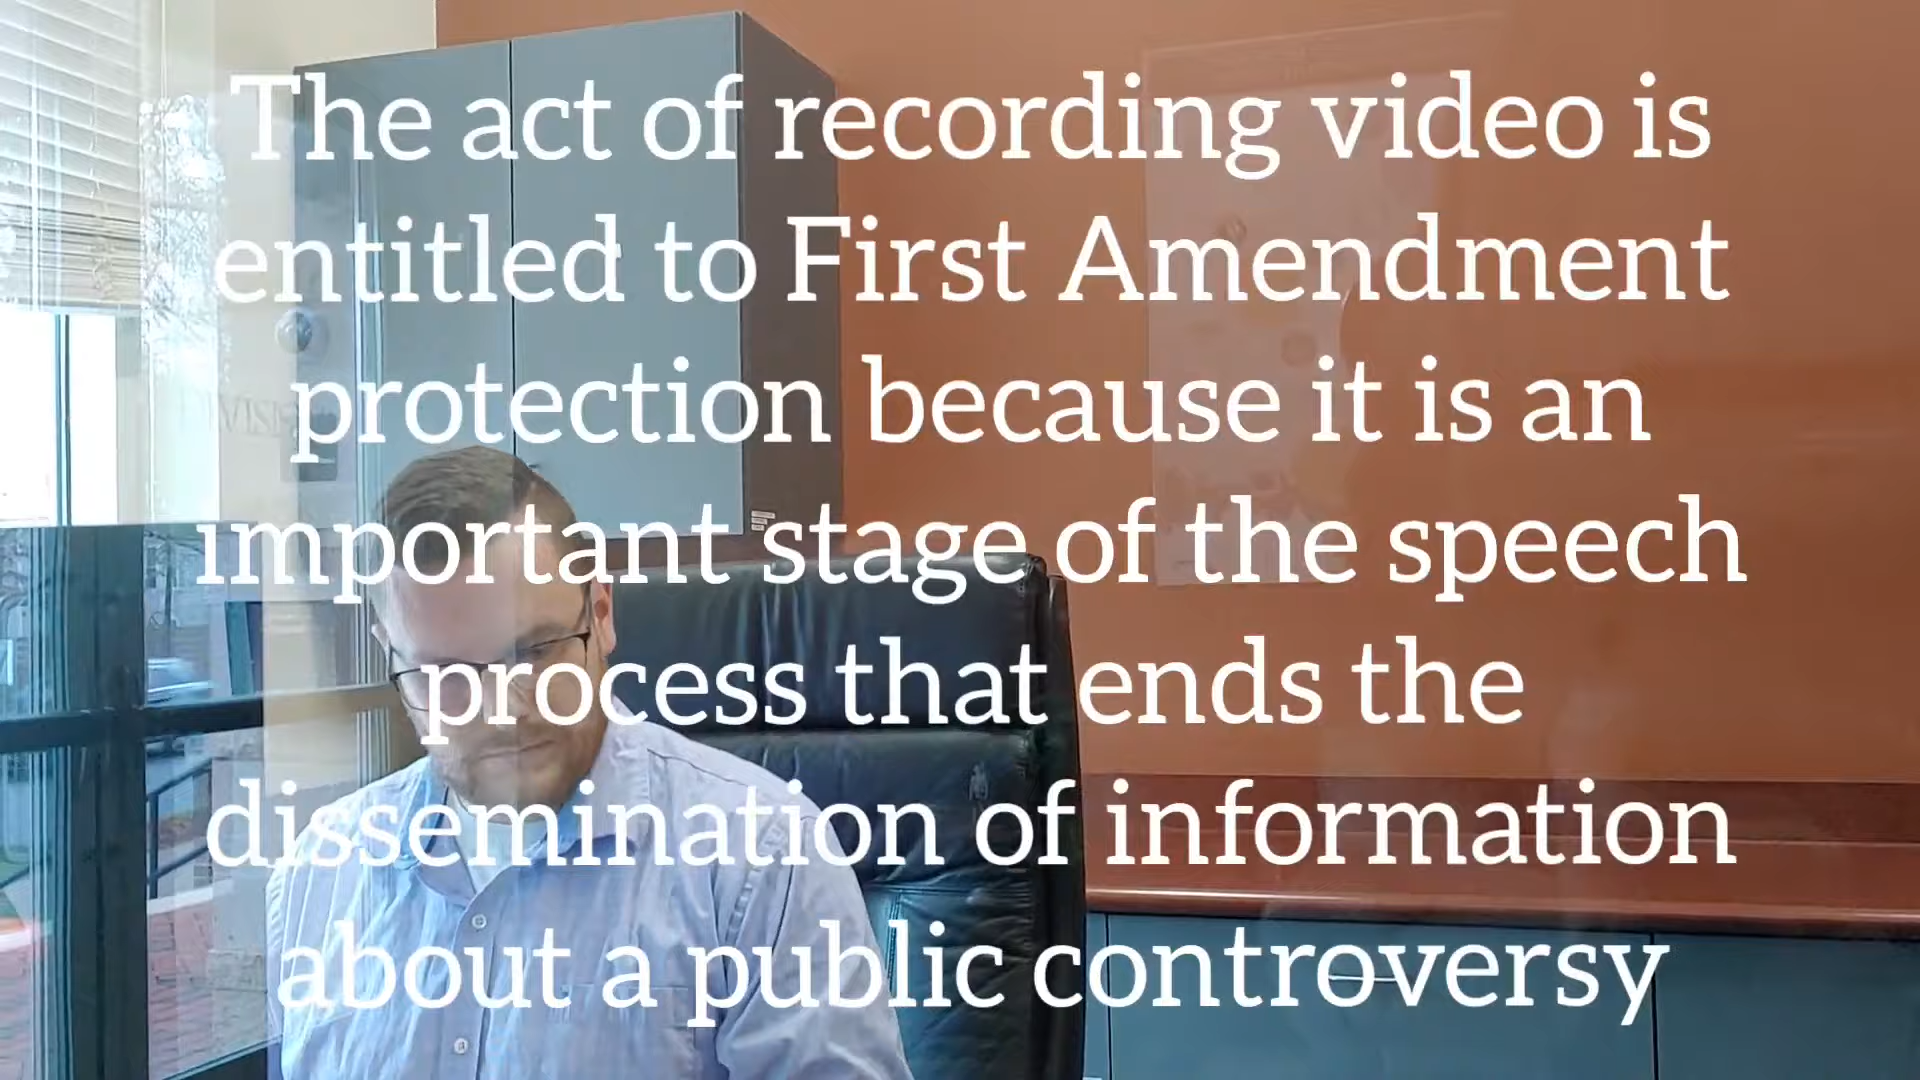 The act of recording video is
entitled to First Amendment
protection because it is an
important stage of the speech
process that ends the
dissemination of information
about a public controversy